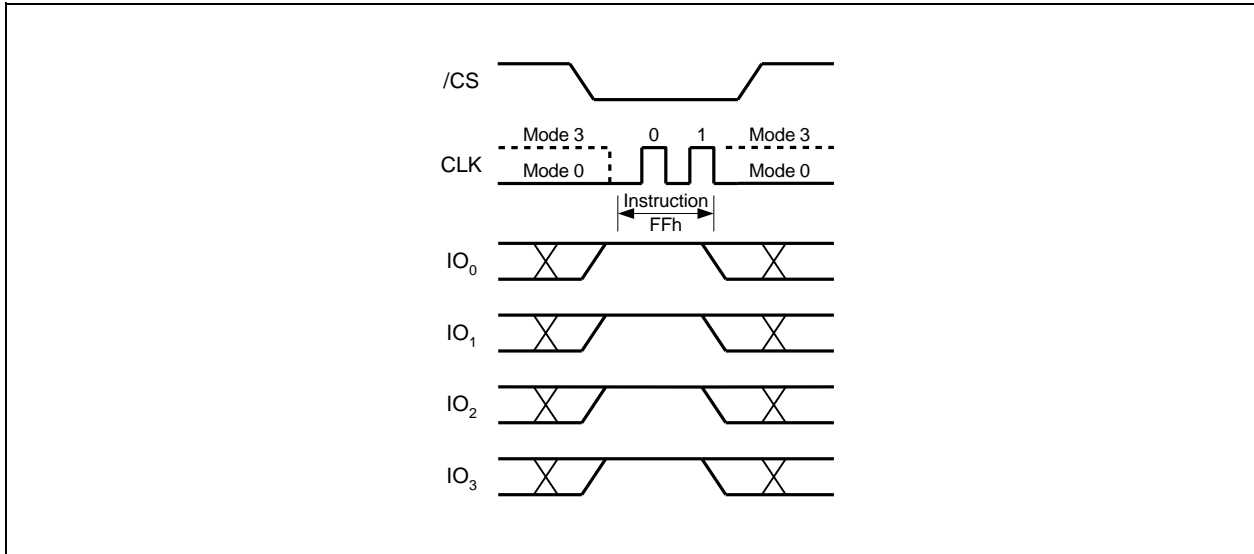 /CS
Mode 3 0 1 Mode 3
CLK
Mode 0 Mode 0
Instruction
FFh
IO0
IO1
IO2
IO3